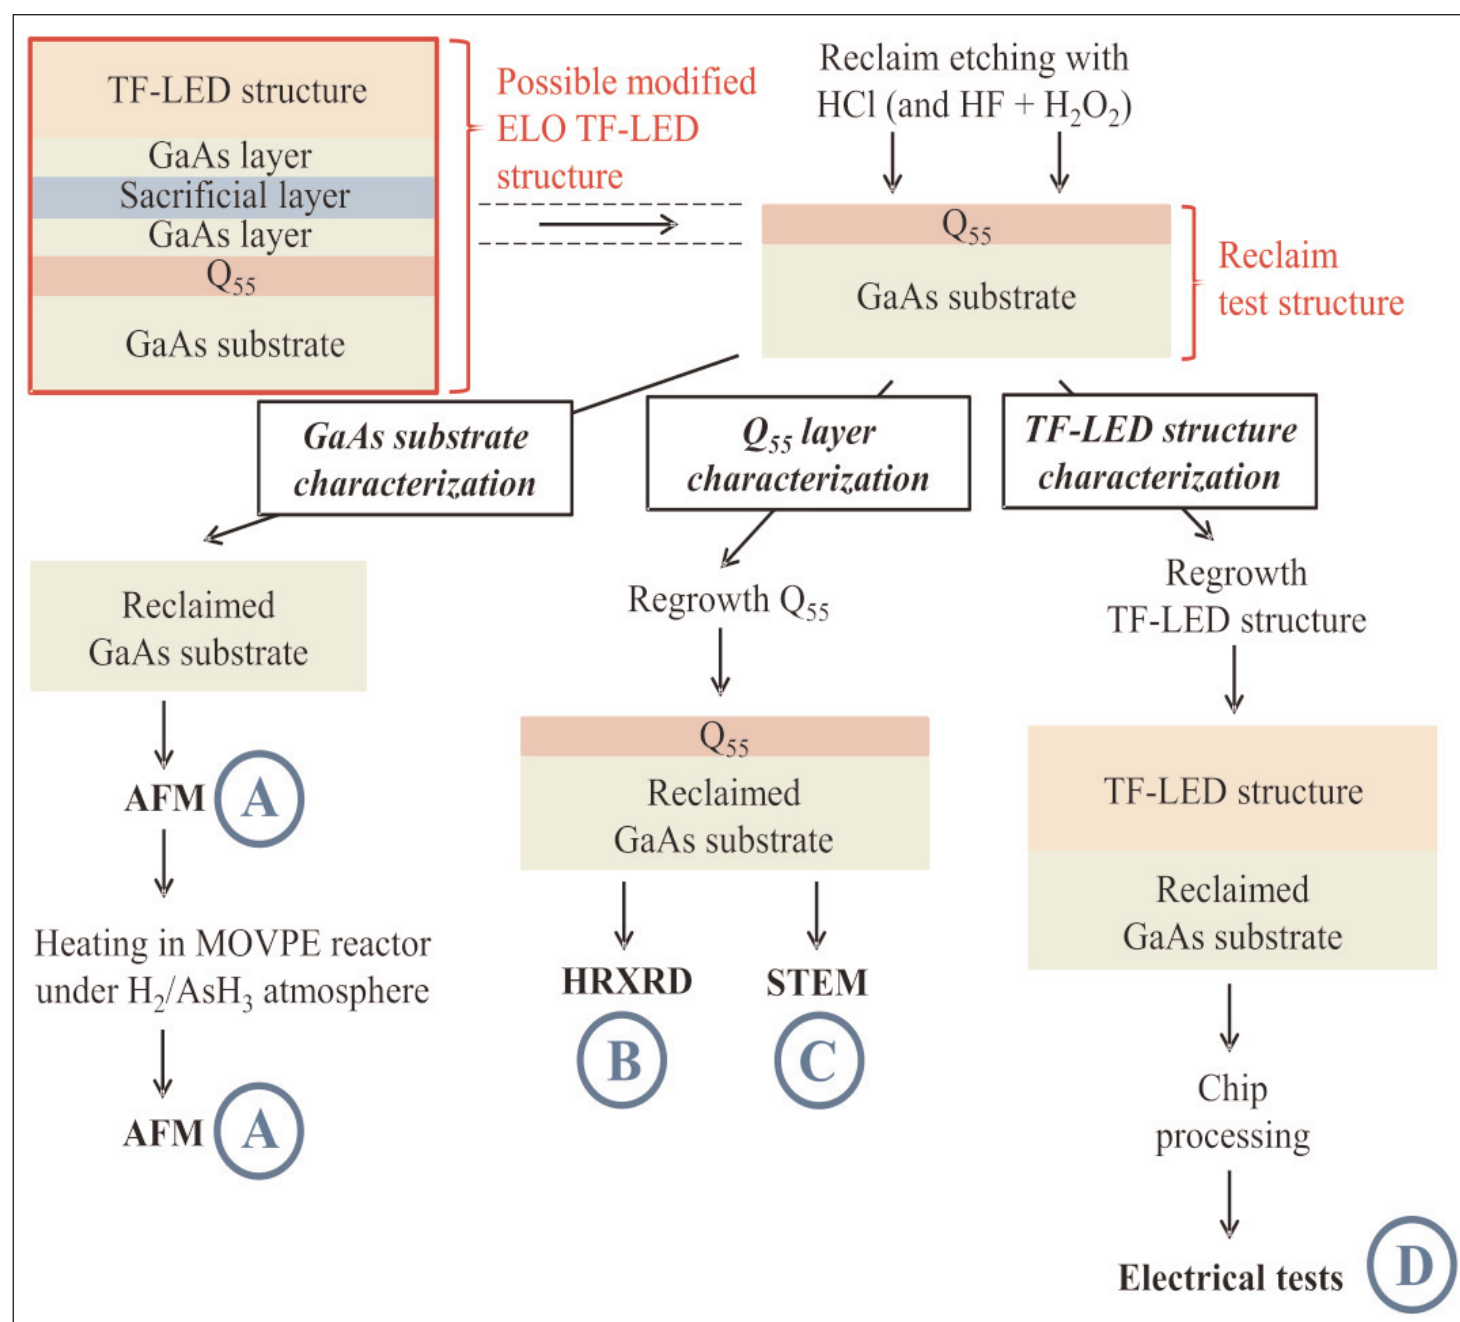 TF-LED structure
GaAs layer
Sacrificial layer
GaAs layer
Q₅₅
GaAs substrate
Possible modified
ELO TF-LED
structure
Reclaim etching with
HCl (and HF + H₂O₂)
Q₅₅
GaAs substrate
Reclaim
test structure
GaAs substrate
characterization
Q₅₅ layer
characterization
TF-LED structure
characterization
Reclaimed
GaAs substrate
AFM A
Heating in MOVPE reactor
under H₂/AsH₃ atmosphere
AFM A
Regrowth Q₅₅
Q₅₅
Reclaimed
GaAs substrate
HRXRD
B
STEM
C
Regrowth
TF-LED structure
TF-LED structure
Reclaimed
GaAs substrate
Chip
processing
Electrical tests D